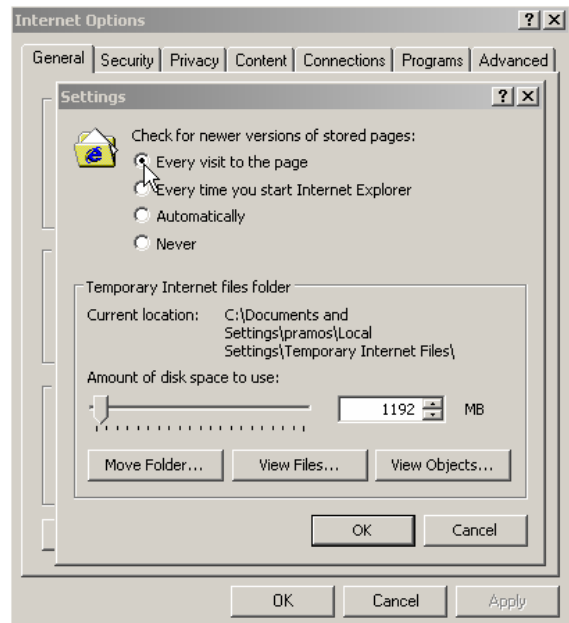 Internet Options
General Security Privacy Content Connections Programs Advanced
Settings
Check for newer versions of stored pages:
Every visit to the page
Every time you start Internet Explorer
Automatically
Never
Temporary Internet files folder
Current location: C:\Documents and
Settings\pramos\Local
Settings\Temporary Internet Files\
Amount of disk space to use:
1192 MB
Move Folder... View Files... View Objects...
OK Cancel
OK Cancel Apply